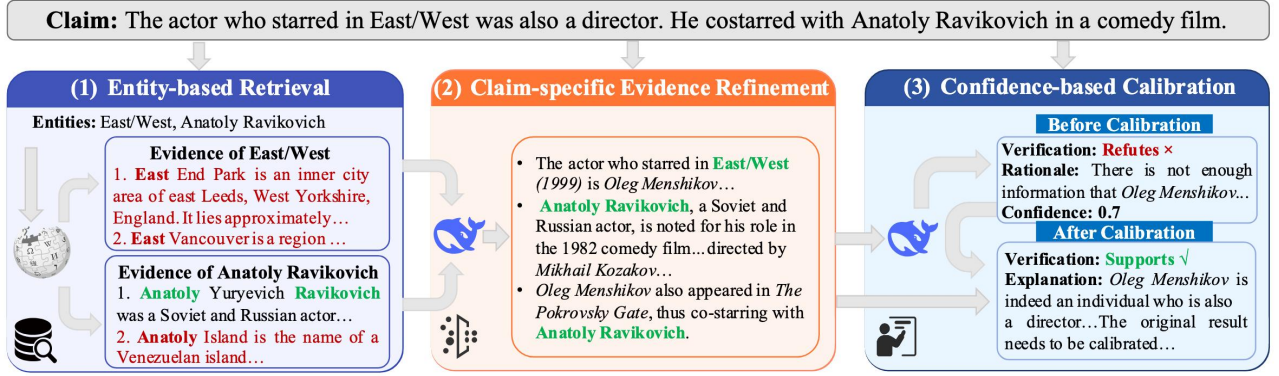 Claim: The actor who starred in East/West was also a director. He costarred with Anatoly Ravikovich in a comedy film.
(1) Entity-based Retrieval
Entities: East/West, Anatoly Ravikovich
Evidence of East/West
1. East End Park is an inner city
area of east Leeds, West Yorkshire,
England. It lies approximately…
2. East Vancouver is a region …
Evidence of Anatoly Ravikovich
1. Anatoly Yuryevich Ravikovich
was a Soviet and Russian actor…
2. Anatoly Island is the name of a
Venezuelan island…
(2) Claim-specific Evidence Refinement
• The actor who starred in East/West
(1999) is Oleg Menshikov…
• Anatoly Ravikovich, a Soviet and
Russian actor, is noted for his role in
the 1982 comedy film…directed by
Mikhail Kozakov…
• Oleg Menshikov also appeared in The
Pokrovsky Gate, thus co-starring with
Anatoly Ravikovich.
(3) Confidence-based Calibration
Before Calibration
Verification: Refutes ×
Rationale: There is not enough
information that Oleg Menshikov...
Confidence: 0.7
After Calibration
Verification: Supports √
Explanation: Oleg Menshikov is
indeed an individual who is also
a director…The original result
needs to be calibrated…